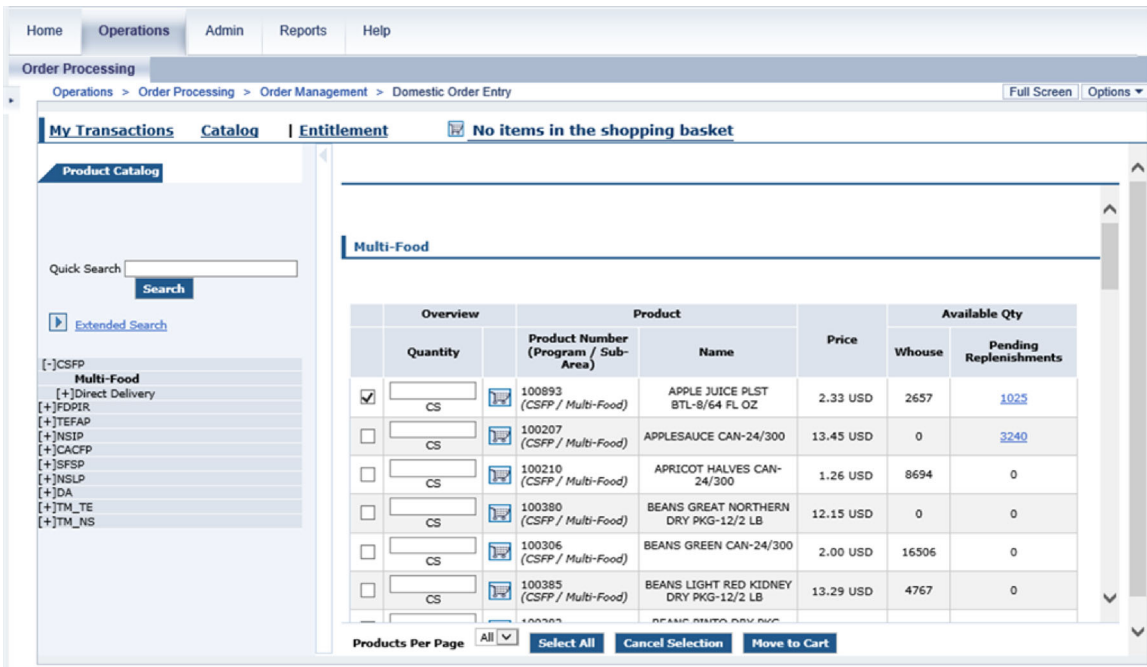 Home Operations Admin Reports Help
Order Processing
Operations > Order Processing > Order Management > Domestic Order Entry Full Screen Options
My Transactions Catalog | Entitlement No items in the shopping basket
Product Catalog
Multi-Food
Quick Search
Search
Extended Search
[-]CSFP
Multi-Food
[+]Direct Delivery
[+]FDPIR
[+]TEFAP
[+]NSIP
[+]CACFP
[+]SFSP
[+]NSLP
[+]DA
[+]TM_TE
[+]TM_NS
Overview Product Price Available Qty
Quantity Product Number (Program / Sub-Area) Name Whouse Pending Replenishments
CS 100893 (CSFP / Multi-Food) APPLE JUICE PLST BTL-8/64 FL OZ 2.33 USD 2657 1025
CS 100207 (CSFP / Multi-Food) APPLESAUCE CAN-24/300 13.45 USD 0 3240
CS 100210 (CSFP / Multi-Food) APRICOT HALVES CAN-24/300 1.26 USD 8694 0
CS 100380 (CSFP / Multi-Food) BEANS GREAT NORTHERN DRY PKG-12/2 LB 12.15 USD 0 0
CS 100306 (CSFP / Multi-Food) BEANS GREEN CAN-24/300 2.00 USD 16506 0
CS 100385 (CSFP / Multi-Food) BEANS LIGHT RED KIDNEY DRY PKG-12/2 LB 13.29 USD 4767 0
Products Per Page All Select All Cancel Selection Move to Cart